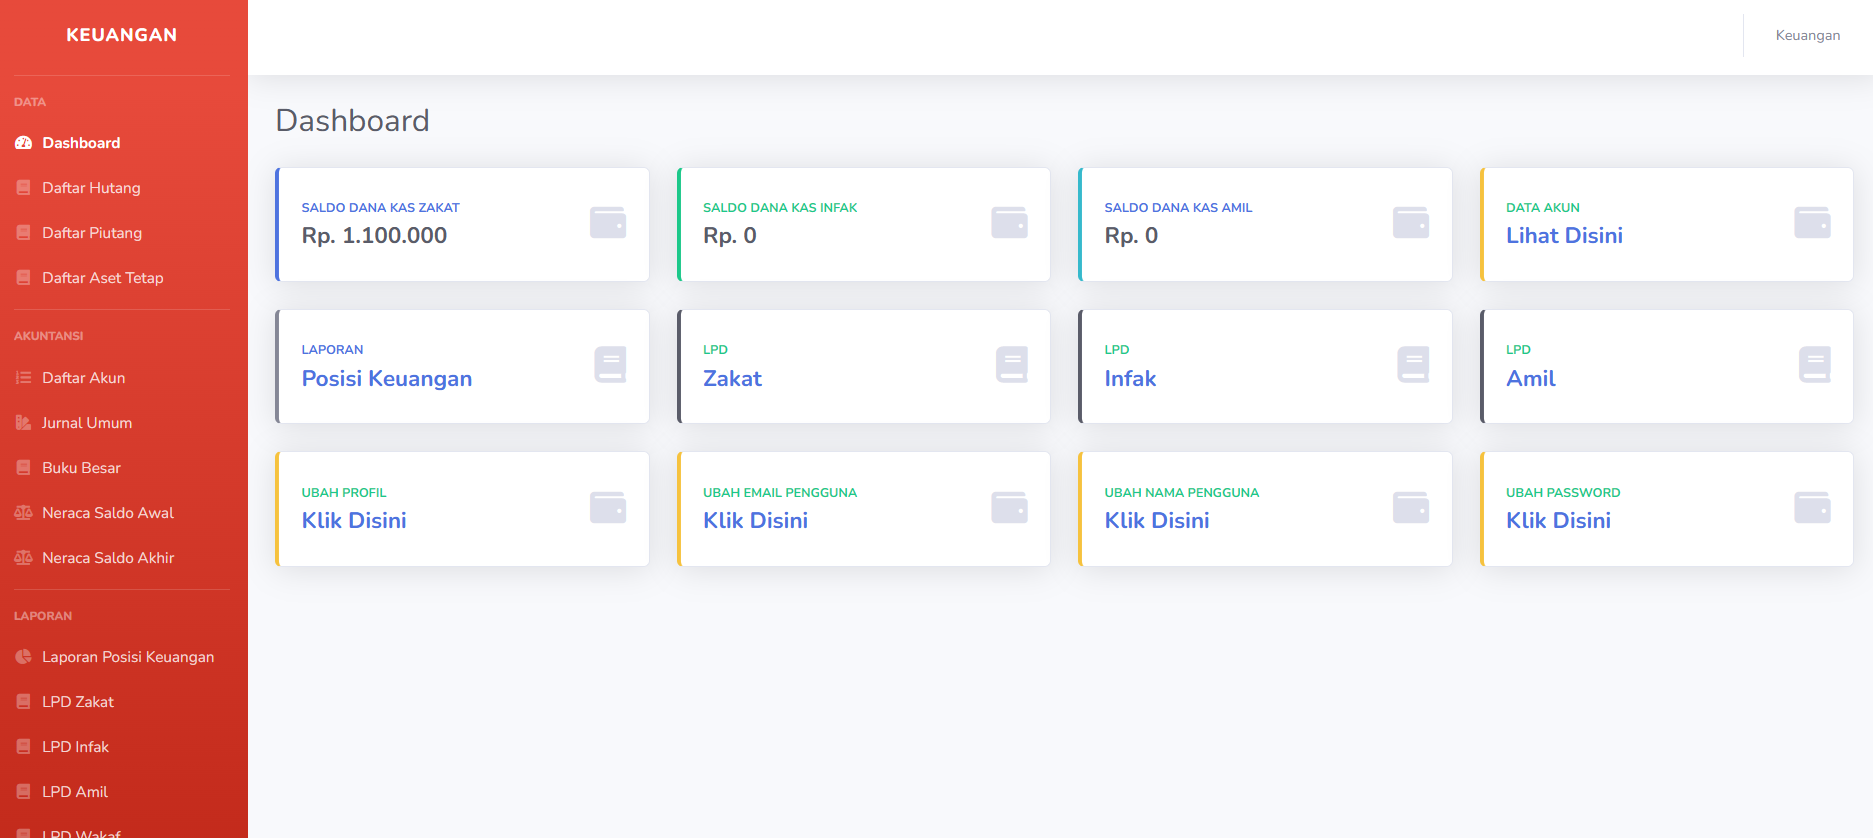 KEUANGAN
DATA
Dashboard
Daftar Hutang
Daftar Piutang
Daftar Aset Tetap
AKUNTANSI
Daftar Akun
Jurnal Umum
Buku Besar
Neraca Saldo Awal
Neraca Saldo Akhir
LAPORAN
Laporan Posisi Keuangan
LPD Zakat
LPD Infak
LPD Amil
LPD Wakaf
Keuangan
Dashboard
SALDO DANA KAS ZAKAT
Rp. 1.100.000
SALDO DANA KAS INFAK
Rp. 0
SALDO DANA KAS AMIL
Rp. 0
DATA AKUN
Lihat Disini
LAPORAN
Posisi Keuangan
LPD
Zakat
LPD
Infak
LPD
Amil
UBAH PROFIL
Klik Disini
UBAH EMAIL PENGGUNA
Klik Disini
UBAH NAMA PENGGUNA
Klik Disini
UBAH PASSWORD
Klik Disini